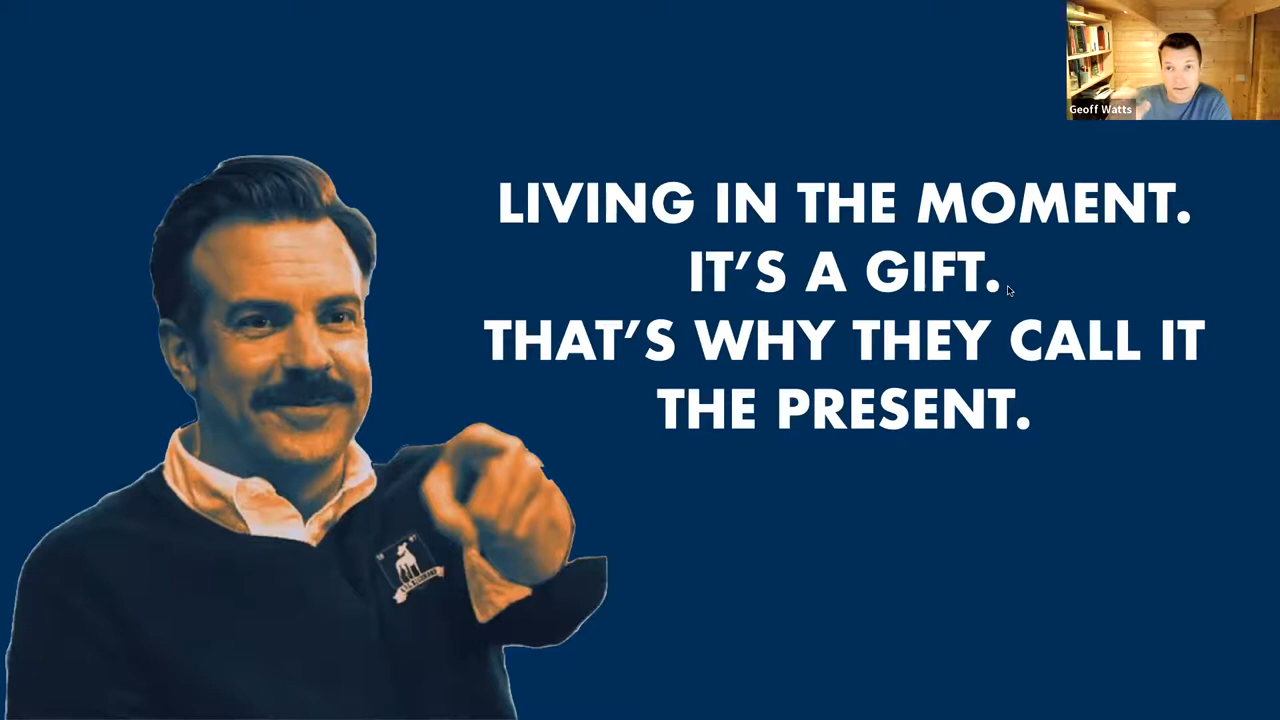 Geoff Watts
LIVING IN THE MOMENT.
IT’S A GIFT.
THAT’S WHY THEY CALL IT
THE PRESENT.